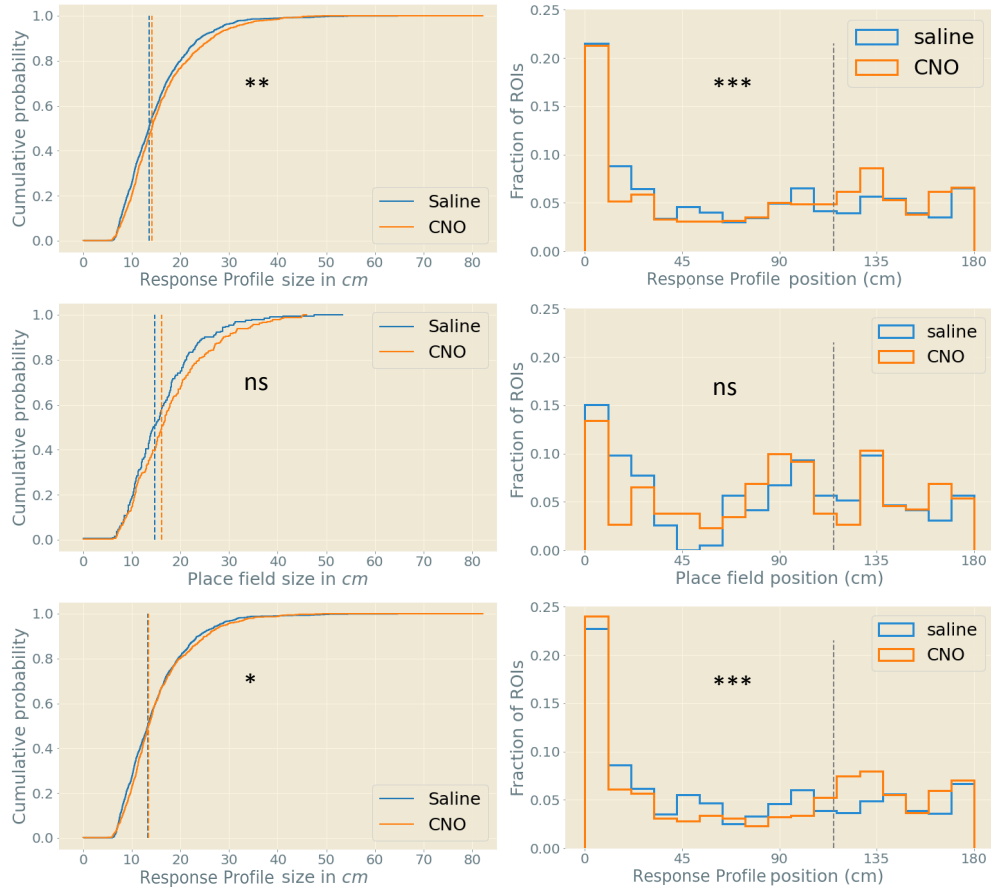 Cumulative probability
1.0
0.8
0.6
0.4
0.2
0.0
**
Saline
CNO
0 10 20 30 40 50 60 70 80
Response Profile size in cm
Fraction of ROIs
0.25
0.20
0.15
0.10
0.05
0.00
***
saline
CNO
0 45 90 135 180
Response Profile position (cm)
Cumulative probability
1.0
0.8
0.6
0.4
0.2
0.0
ns
Saline
CNO
0 10 20 30 40 50 60 70 80
Place field size in cm
Fraction of ROIs
0.25
0.20
0.15
0.10
0.05
0.00
ns
saline
CNO
0 45 90 135 180
Place field position (cm)
Cumulative probability
1.0
0.8
0.6
0.4
0.2
0.0
*
Saline
CNO
0 10 20 30 40 50 60 70 80
Response Profile size in cm
Fraction of ROIs
0.25
0.20
0.15
0.10
0.05
0.00
***
saline
CNO
0 45 90 135 180
Response Profile position (cm)